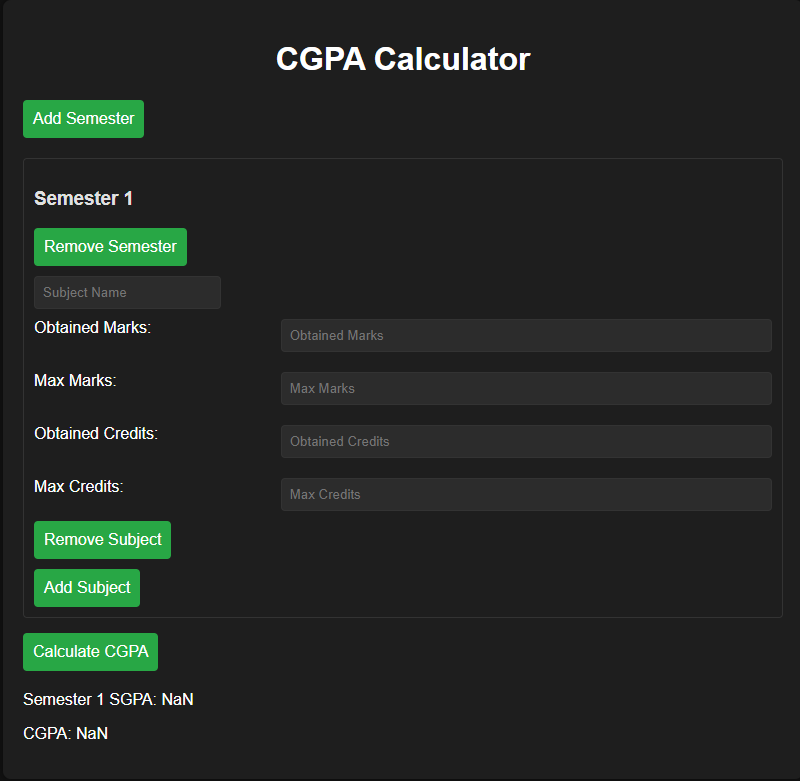 CGPA Calculator
Add Semester
Semester 1
Remove Semester
Subject Name
Obtained Marks: Obtained Marks
Max Marks: Max Marks
Obtained Credits: Obtained Credits
Max Credits: Max Credits
Remove Subject
Add Subject
Calculate CGPA
Semester 1 SGPA: NaN
CGPA: NaN